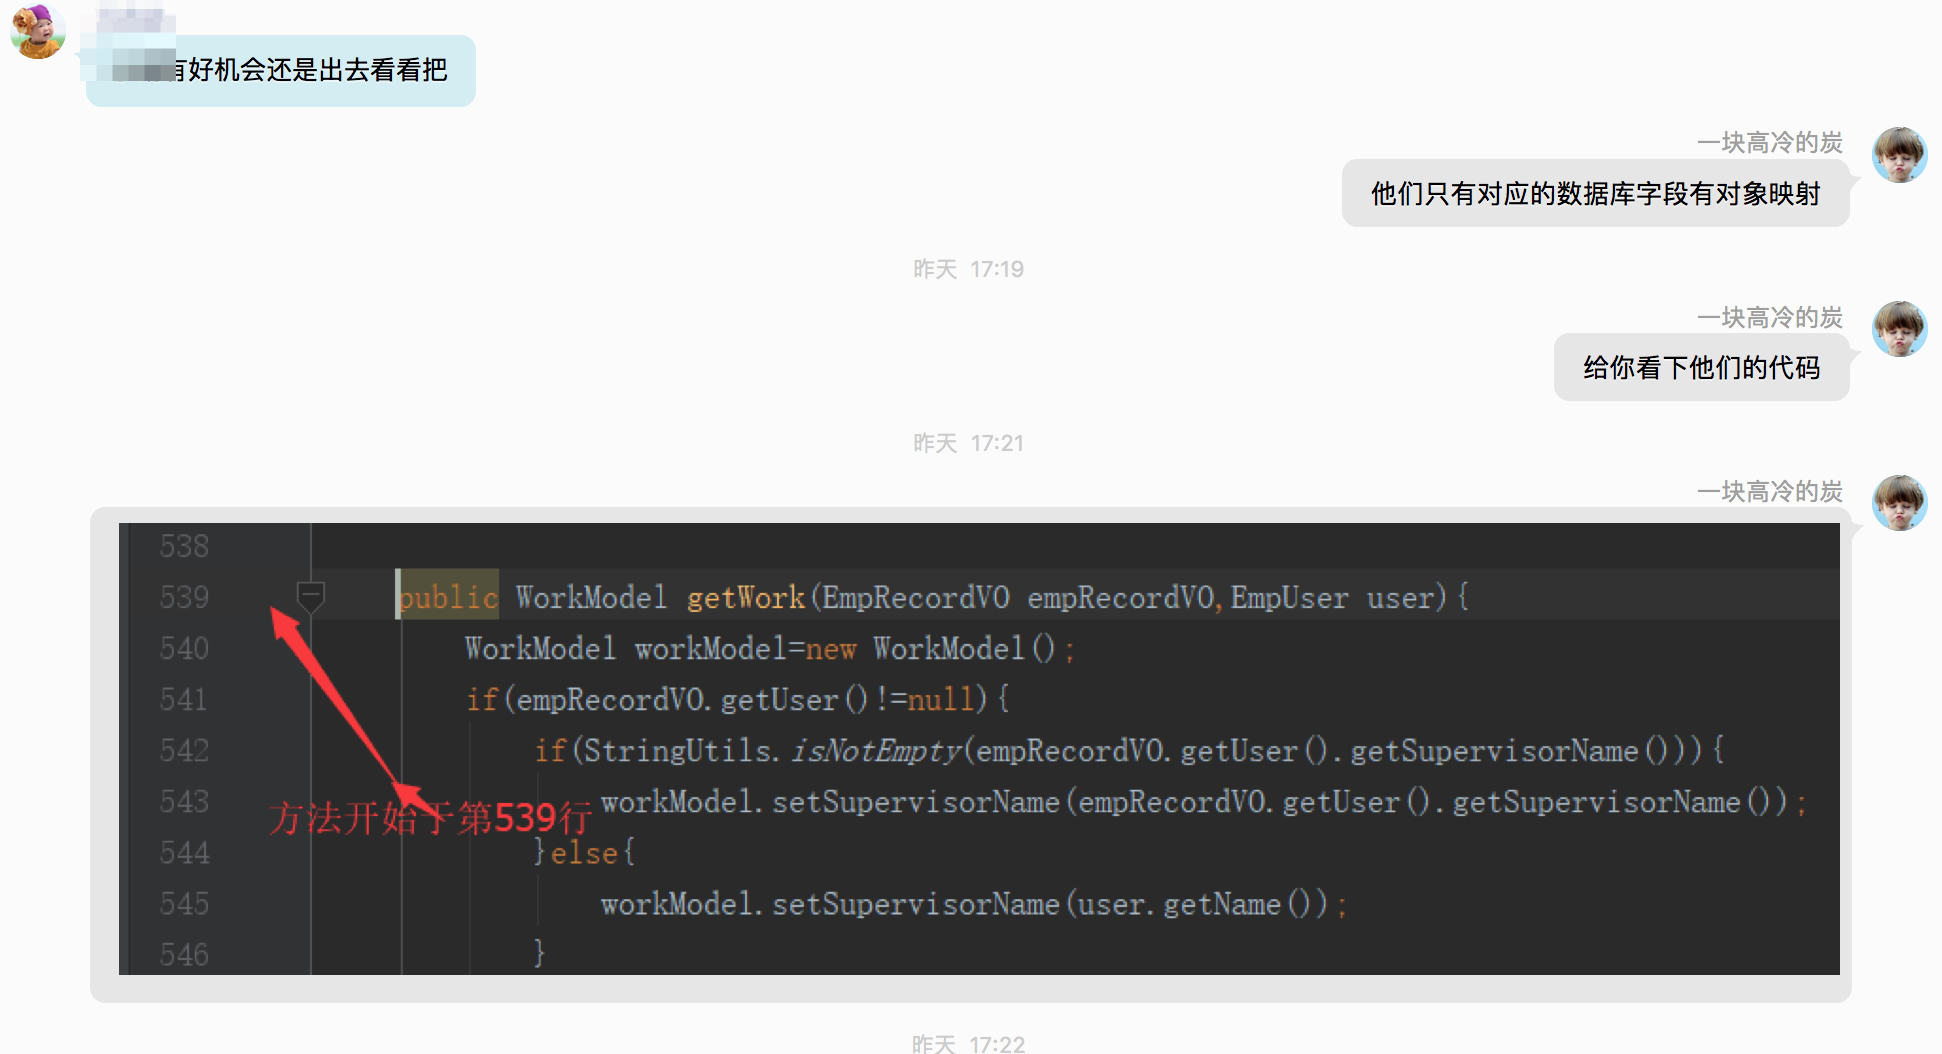 有好机会还是出去看看把
一块高冷的炭
他们只有对应的数据库字段有对象映射
昨天 17:19
一块高冷的炭
给你看下他们的代码
昨天 17:21
一块高冷的炭
538
539 public WorkModel getWork(EmpRecordVO empRecordVO,EmpUser user){
540 WorkModel workModel=new WorkModel();
541 if(empRecordVO.getUser()!=null){
542 if(StringUtils.isNotEmpty(empRecordVO.getUser().getSupervisorName())){
543 workModel.setSupervisorName(empRecordVO.getUser().getSupervisorName());
方法开始于第539行
544 }else{
545 workModel.setSupervisorName(user.getName());
546 }
昨天 17:22